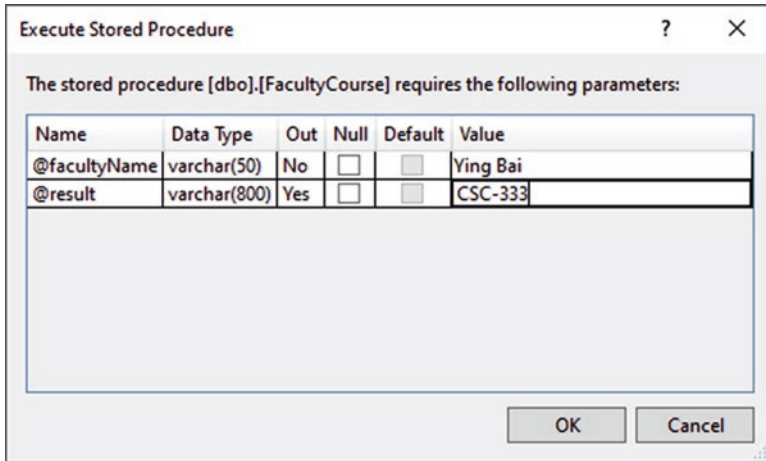 Execute Stored Procedure ? ×
The stored procedure [dbo].[FacultyCourse] requires the following parameters:
Name Data Type Out Null Default Value
@facultyName varchar(50) No Ying Bai
@result varchar(800) Yes CSC-333
OK Cancel